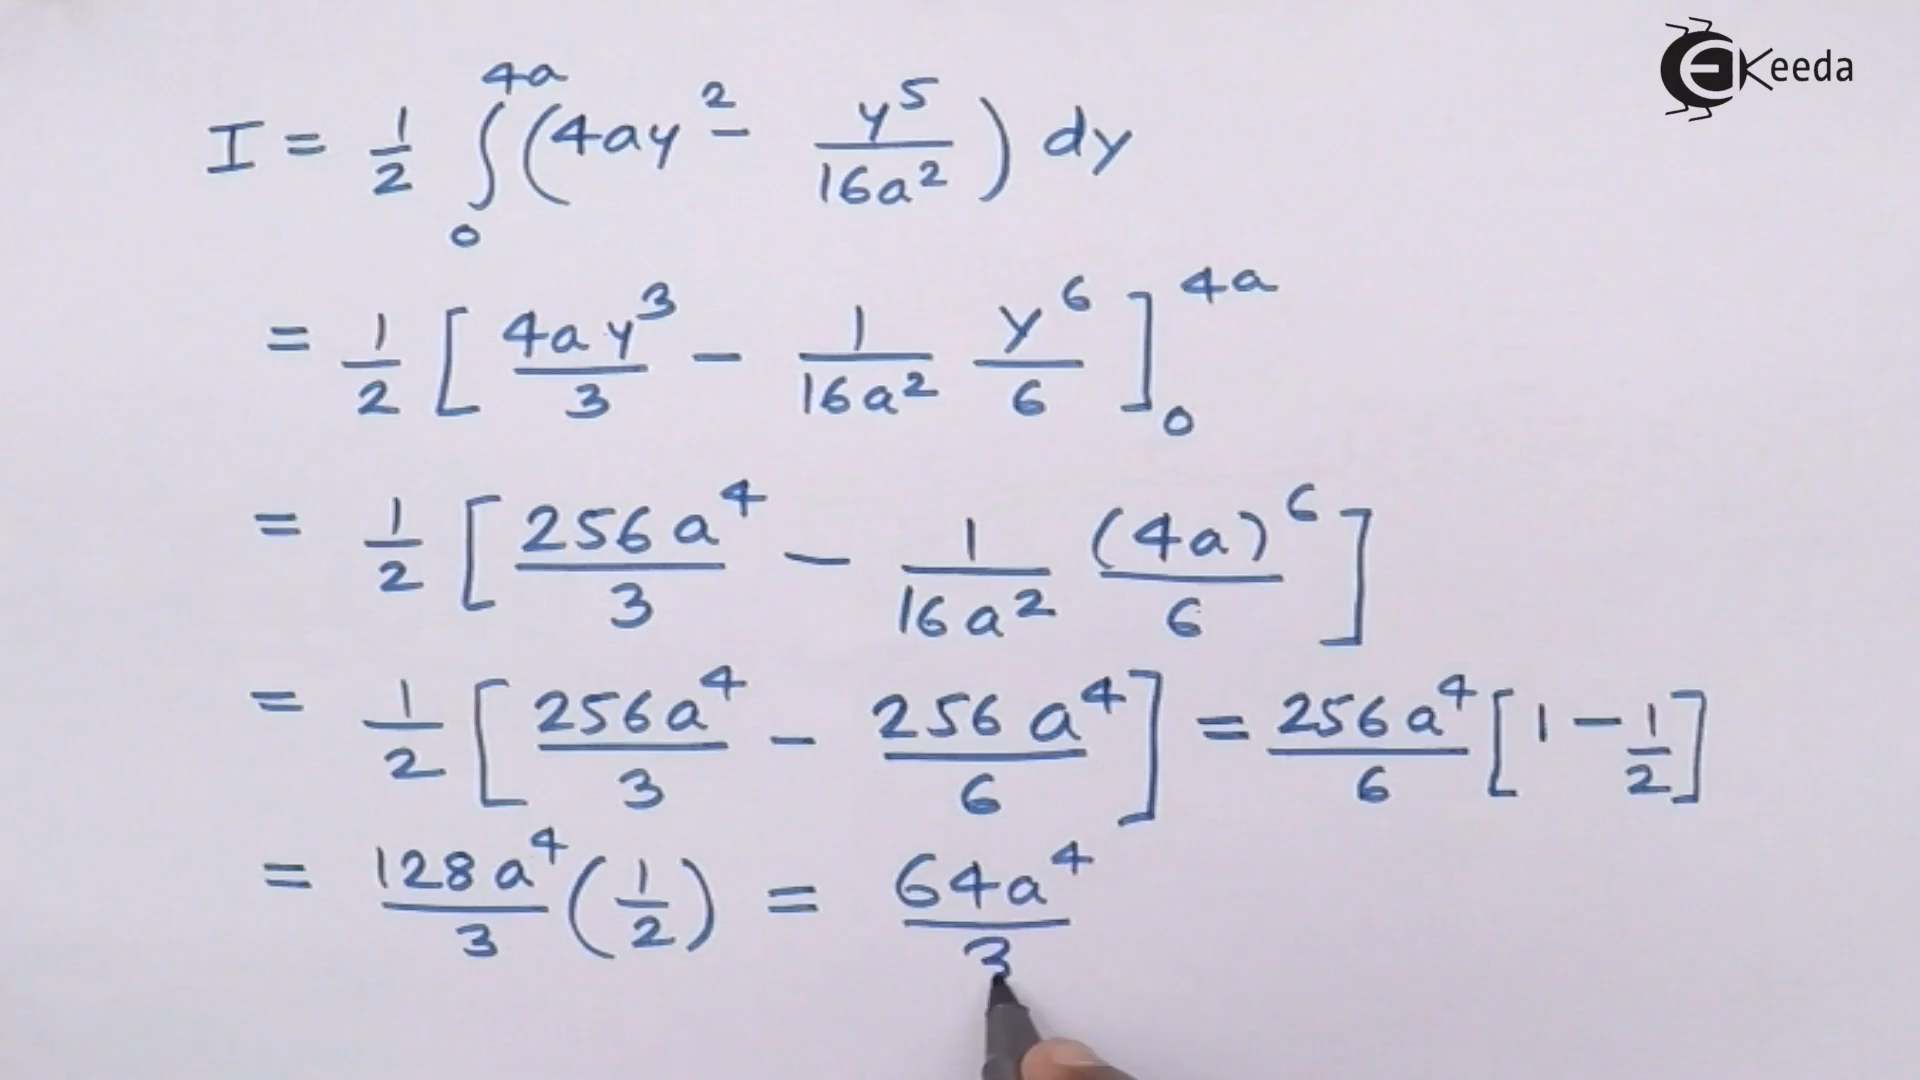 EKeeda
I = 1/2 ∫₀^4a (4ay² - y⁵/16a²) dy
= 1/2 [4ay³/3 - 1/16a² y⁶/6]₀^4a
= 1/2 [256a⁴/3 - 1/16a² (4a)⁶/6]
= 1/2 [256a⁴/3 - 256a⁴/6] = 256a⁴/6 [1 - 1/2]
= 128a⁴/3 (1/2) = 64a⁴/3